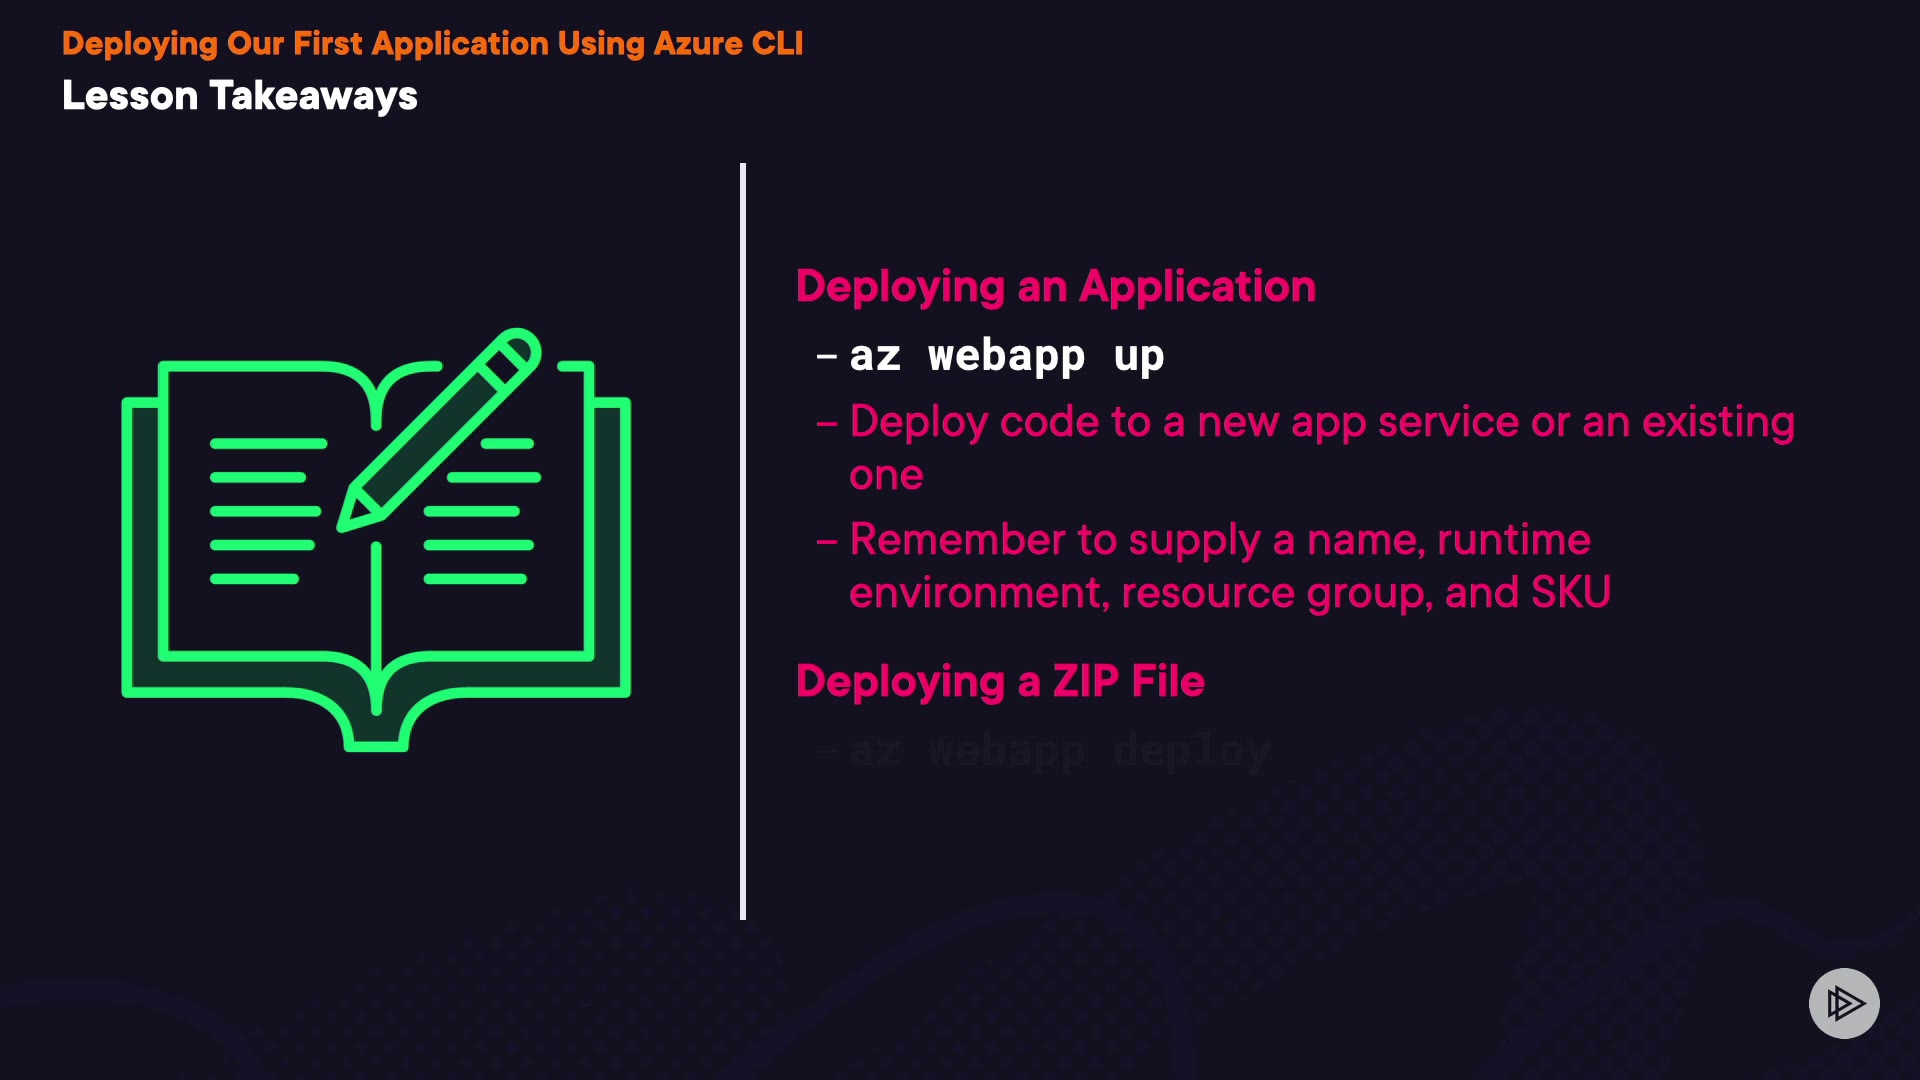 Deploying Our First Application Using Azure CLI
Lesson Takeaways
Deploying an Application
– az webapp up
– Deploy code to a new app service or an existing
one
– Remember to supply a name, runtime
environment, resource group, and SKU
Deploying a ZIP File
– az webapp deploy